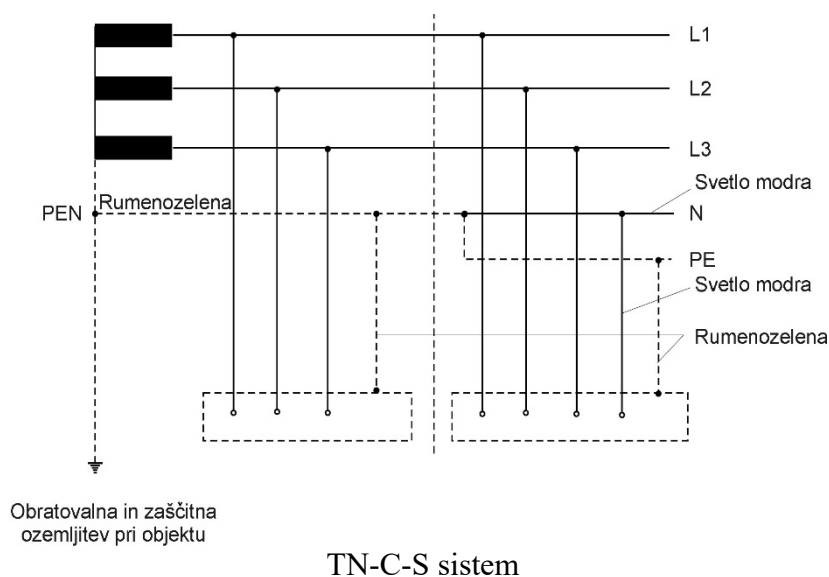 L1
L2
L3
Svetlo modra
PEN
Rumenozelena
N
PE
Svetlo modra
Rumenozelena
Obratovalna in zaščitna
ozemljitev pri objektu
TN-C-S sistem